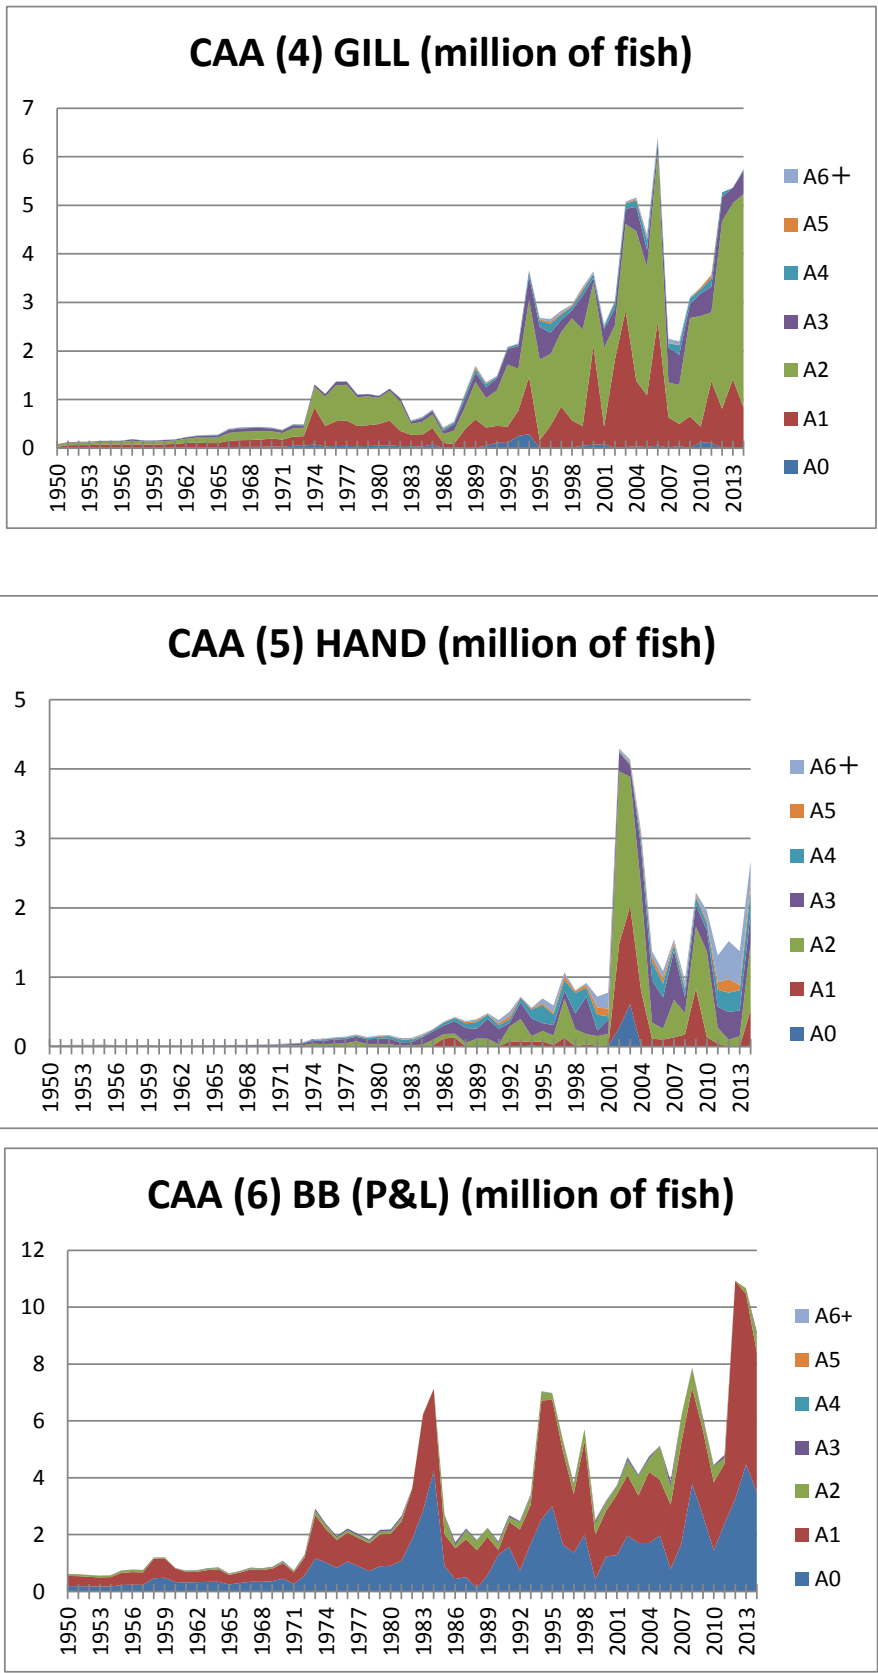 CAA (4) GILL (million of fish)
7
6
5
4
3
2
1
0
1950 1953 1956 1959 1962 1965 1968 1971 1974 1977 1980 1983 1986 1989 1992 1995 1998 2001 2004 2007 2010 2013
A6+
A5
A4
A3
A2
A1
A0
CAA (5) HAND (million of fish)
5
4
3
2
1
0
1950 1953 1956 1959 1962 1965 1968 1971 1974 1977 1980 1983 1986 1989 1992 1995 1998 2001 2004 2007 2010 2013
A6+
A5
A4
A3
A2
A1
A0
CAA (6) BB (P&L) (million of fish)
12
10
8
6
4
2
0
1950 1953 1956 1959 1962 1965 1968 1971 1974 1977 1980 1983 1986 1989 1992 1995 1998 2001 2004 2007 2010 2013
A6+
A5
A4
A3
A2
A1
A0